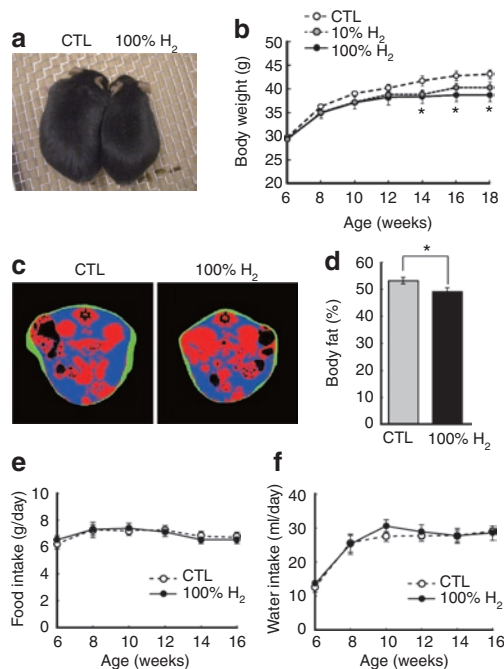 a
CTL 100% H2
b
CTL
10% H2
100% H2
Body weight (g)
50
45
40
35
30
25
20
* * *
6 8 10 12 14 16 18
Age (weeks)
c
CTL 100% H2
d
*
Body fat (%)
60
50
40
30
20
10
0
CTL 100% H2
e
Food intake (g/day)
10
8
6
4
2
0
CTL
100% H2
6 8 10 12 14 16
Age (weeks)
f
Water intake (ml/day)
40
30
20
10
0
CTL
100% H2
6 8 10 12 14 16
Age (weeks)